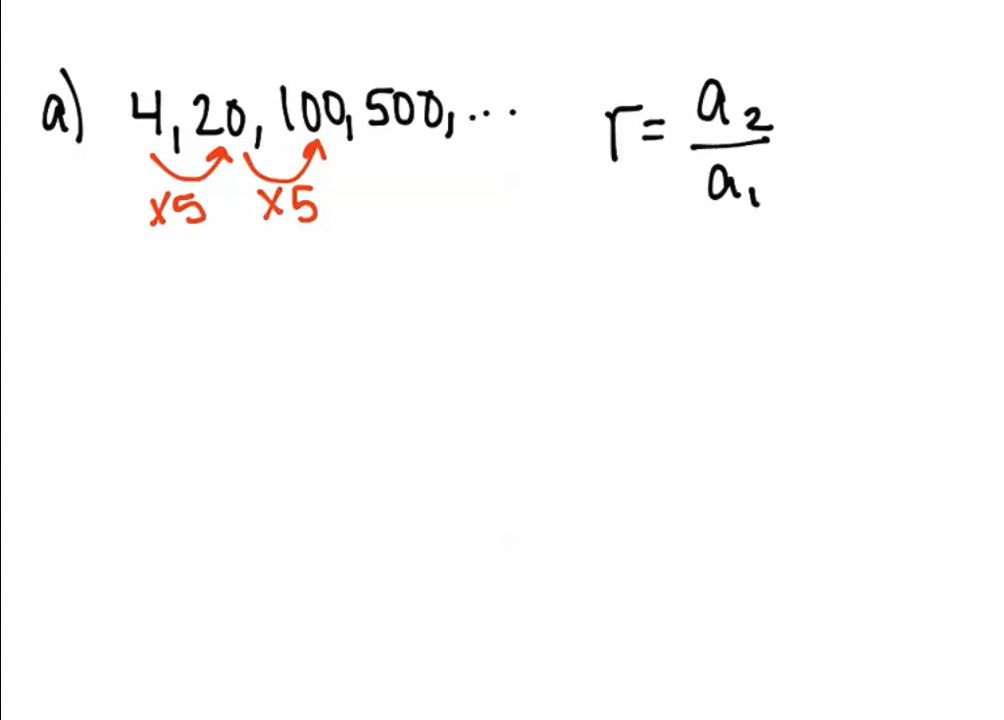 a) 4, 20, 100, 500, ...
x5 x5
r = a₂/a₁